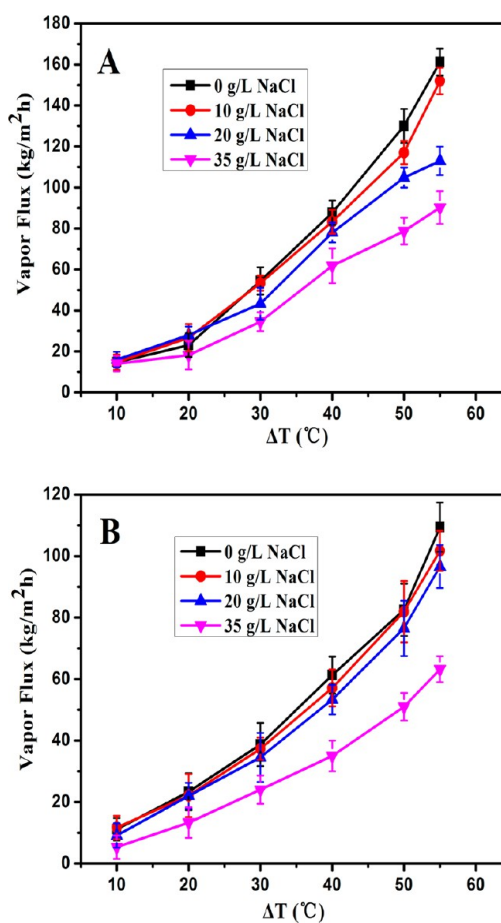 A
0 g/L NaCl
10 g/L NaCl
20 g/L NaCl
35 g/L NaCl
Vapor Flux (kg/m²h)
180
160
140
120
100
80
60
40
20
0
10 20 30 40 50 60
ΔT (℃)
B
0 g/L NaCl
10 g/L NaCl
20 g/L NaCl
35 g/L NaCl
Vapor Flux (kg/m²h)
120
100
80
60
40
20
0
10 20 30 40 50 60
ΔT (℃)